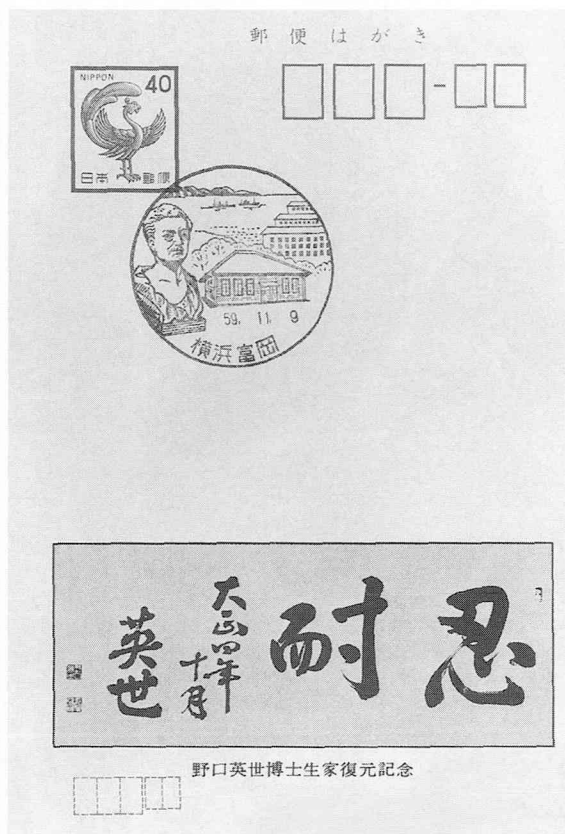 郵便はがき
NIPPON 40
日本郵便
59. 11. 9
横浜富岡
忍耐
大正四年
十月
英世
野口英世博士生家復元記念